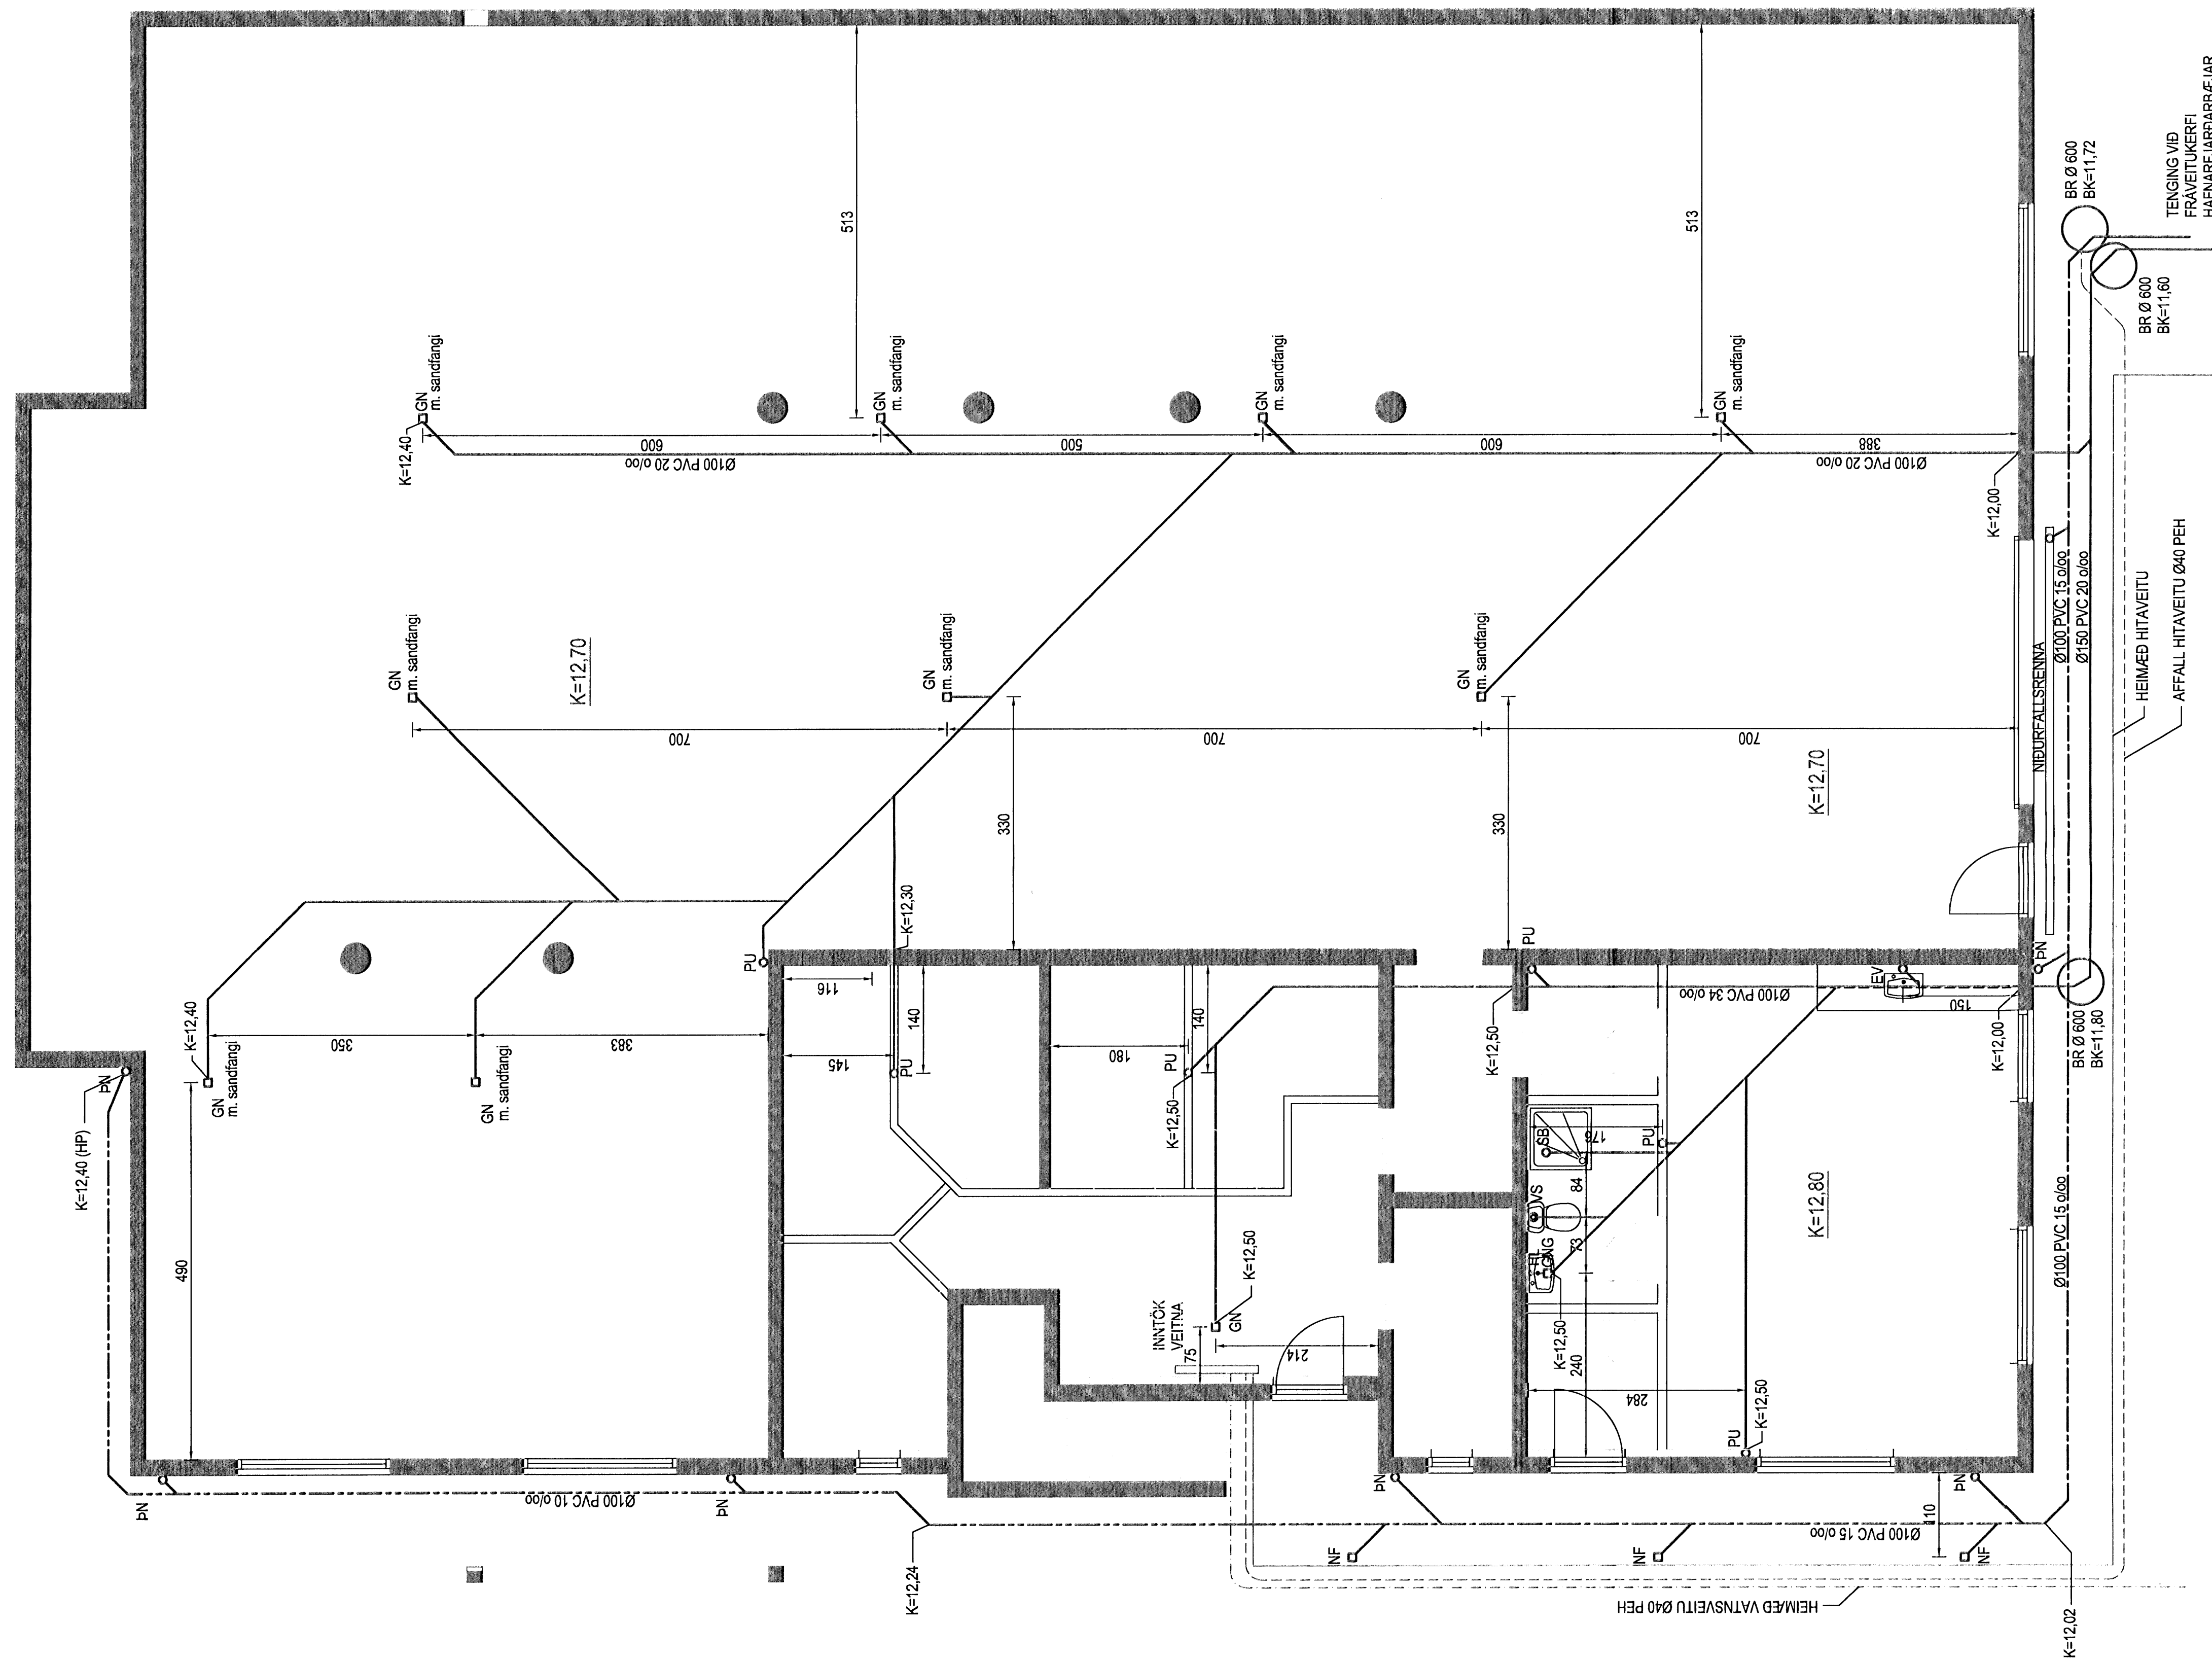 513
513
BR Ø 600
BK=11,72
TENGING VIÐ
FRÁVEITUKERFI
HAFNARFJARÐARBÆJAR
BR Ø 600
BK=11,60
GN
m. sandfangi
K=12,40
GN
m. sandfangi
GN
m. sandfangi
GN
m. sandfangi
600
500
600
388
Ø100 PVC 20 o/oo
Ø100 PVC 20 o/oo
K=12,00
GN
m. sandfangi
K=12,70
GN
m. sandfangi
GN
m. sandfangi
700
700
700
K=12,70
NIÐURFALLSRENNA
Ø100 PVC 15 o/oo
Ø150 PVC 20 o/oo
HEIMÆÐ HITAVEITU
AFFALL HITAVEITU Ø40 PEH
330
330
K=12,30
PU
PU
ÞN
116
140
145
PU
180
PU
140
K=12,50
K=12,50
Ø100 PVC 34 o/oo
EV
150
K=12,00
BR Ø 600
BK=11,80
ÞN
K=12,40 (HP)
K=12,40
GN
m. sandfangi
350
GN
m. sandfangi
383
490
SB
176
PU
84
VS
HL
GNG
73
K=12,50
240
K=12,80
INNTÖK
VEITNA
75
GN
K=12,50
214
284
PU
K=12,50
Ø100 PVC 15 o/oo
ÞN
Ø100 PVC 10 o/oo
ÞN
ÞN
ÞN
110
Ø100 PVC 15 o/oo
NF
NF
NF
K=12,24
HEIMÆÐ VATNSVEITU Ø40 PEH
K=12,02